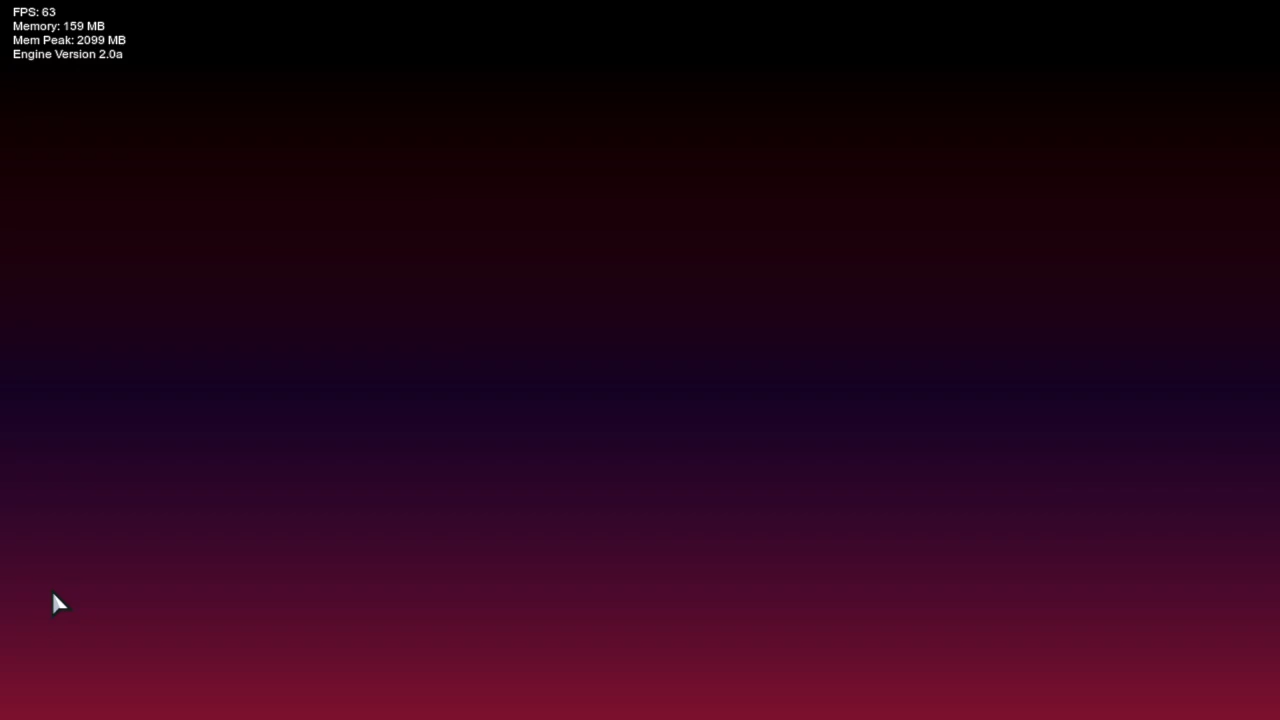 FPS: 63
Memory: 159 MB
Mem Peak: 2099 MB
Engine Version 2.0a